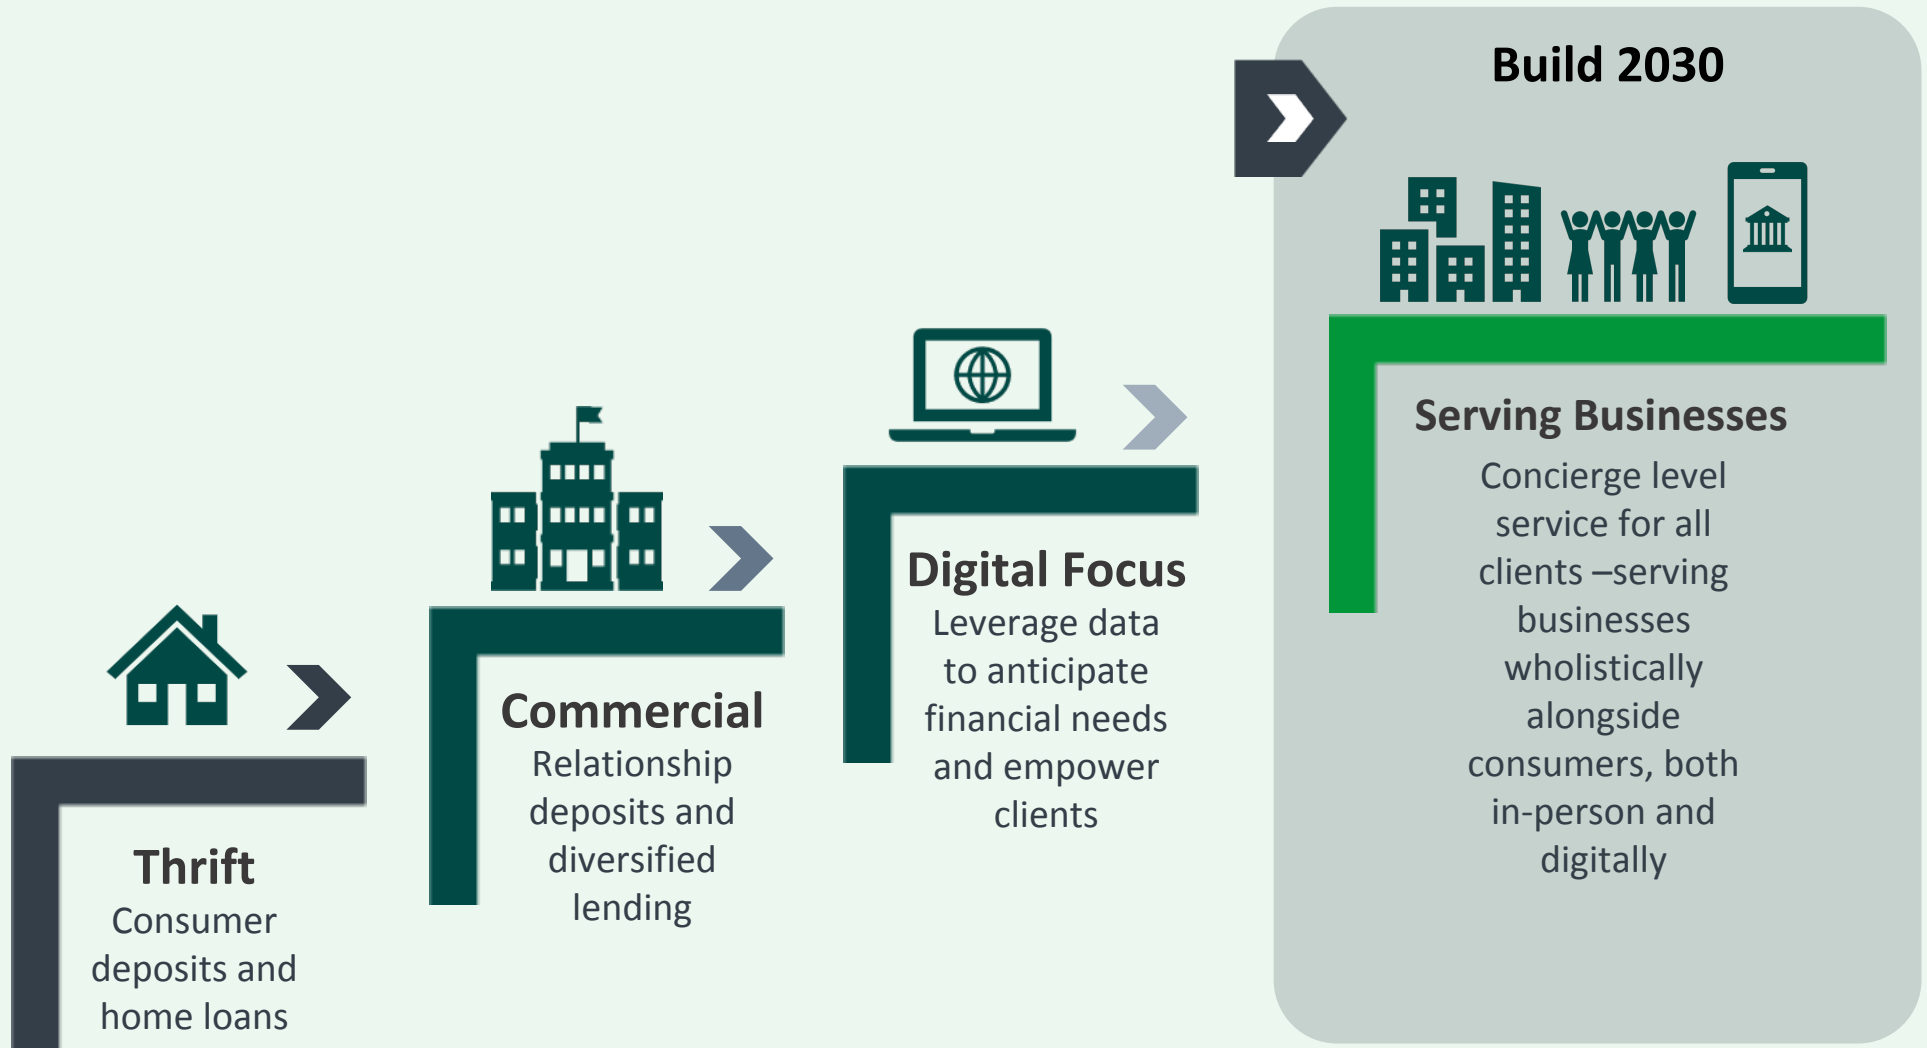 Build 2030
Thrift
Consumer
deposits and
home loans
Commercial
Relationship
deposits and
diversified
lending
Digital Focus
Leverage data
to anticipate
financial needs
and empower
clients
Serving Businesses
Concierge level
service for all
clients –serving
businesses
wholistically
alongside
consumers, both
in-person and
digitally